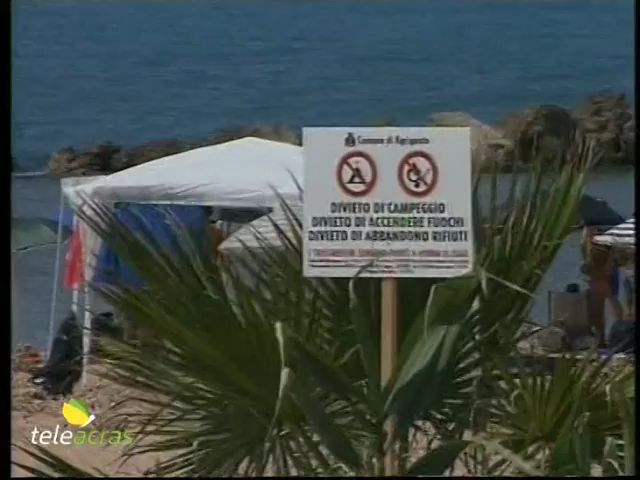 Comune di Agrigento
DIVIETO DI CAMPEGGIO
DIVIETO DI ACCENDERE FUOCHI
DIVIETO DI ABBANDONO RIFIUTI
teleacras